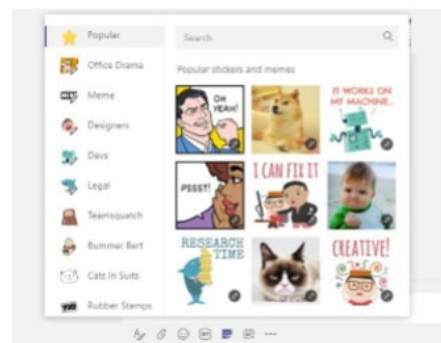 Popular
Office Drama
Meme
Designers
Devs
Legal
Teamsquatch
Bummer Bert
Cats In Suits
Rubber Stamps
Search
Popular stickers and memes
OH
YEAH!
IT WORKS ON
MY MACHINE...
PSSST!
I CAN FIX IT
RESEARCH
TIME
CREATIVE!